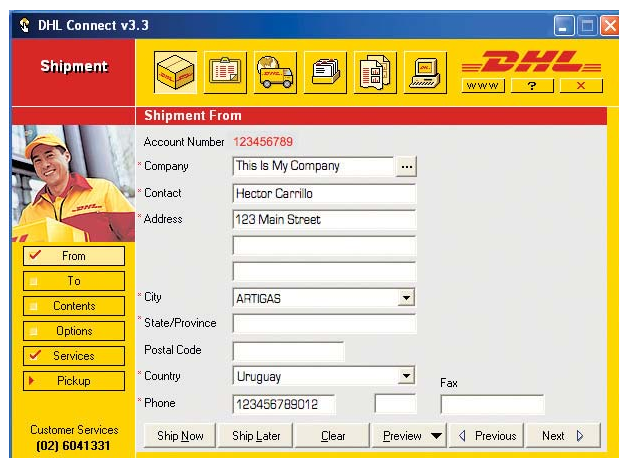 DHL Connect v3.3
Shipment
DHL
WWW ? X
Shipment From
Account Number 123456789
* Company This Is My Company ...
* Contact Hector Carrillo
* Address 123 Main Street
* City ARTIGAS
* State/Province
Postal Code
* Country Uruguay
Fax
* Phone 123456789012
From
To
Contents
Options
Services
Pickup
Customer Services
(02) 6041331
Ship Now Ship Later Clear Preview Previous Next